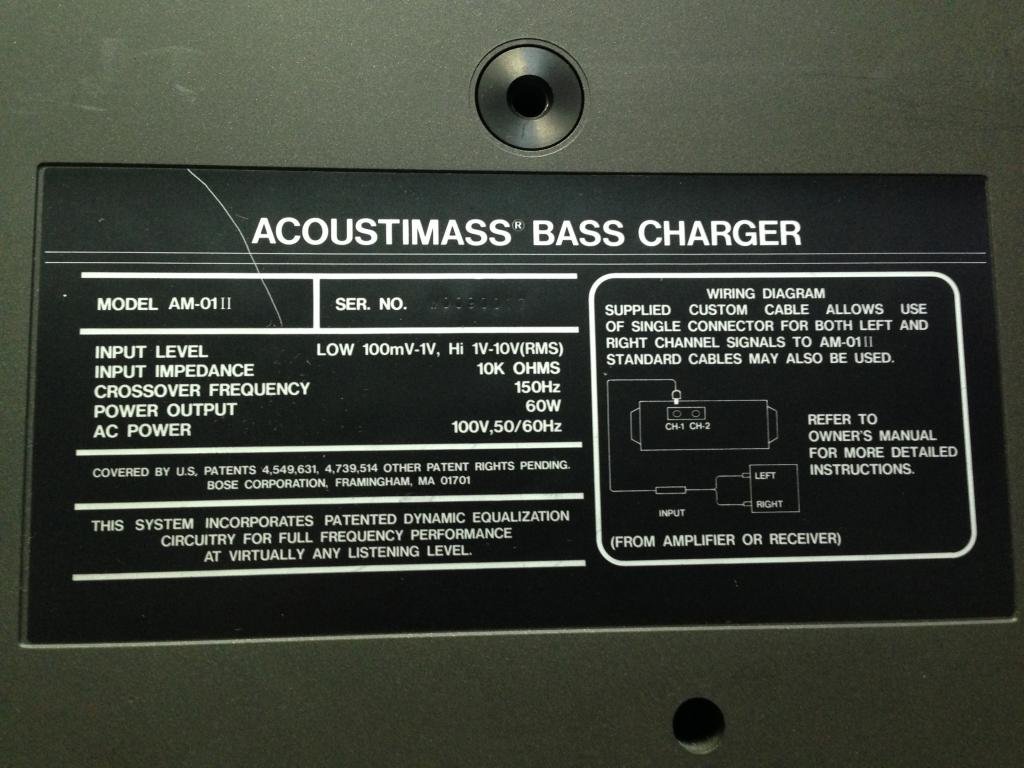 ACOUSTIMASS® BASS CHARGER
MODEL AM-01II
SER. NO.
INPUT LEVEL LOW 100mV-1V, Hi 1V-10V(RMS)
INPUT IMPEDANCE 10K OHMS
CROSSOVER FREQUENCY 150Hz
POWER OUTPUT 60W
AC POWER 100V,50/60Hz
COVERED BY U.S, PATENTS 4,549,631, 4,739,514 OTHER PATENT RIGHTS PENDING.
BOSE CORPORATION, FRAMINGHAM, MA 01701
THIS SYSTEM INCORPORATES PATENTED DYNAMIC EQUALIZATION
CIRCUITRY FOR FULL FREQUENCY PERFORMANCE
AT VIRTUALLY ANY LISTENING LEVEL.
WIRING DIAGRAM
SUPPLIED CUSTOM CABLE ALLOWS USE
OF SINGLE CONNECTOR FOR BOTH LEFT AND
RIGHT CHANNEL SIGNALS TO AM-01II
STANDARD CABLES MAY ALSO BE USED.
CH-1 CH-2
REFER TO
OWNER'S MANUAL
FOR MORE DETAILED
INSTRUCTIONS.
LEFT
RIGHT
INPUT
(FROM AMPLIFIER OR RECEIVER)